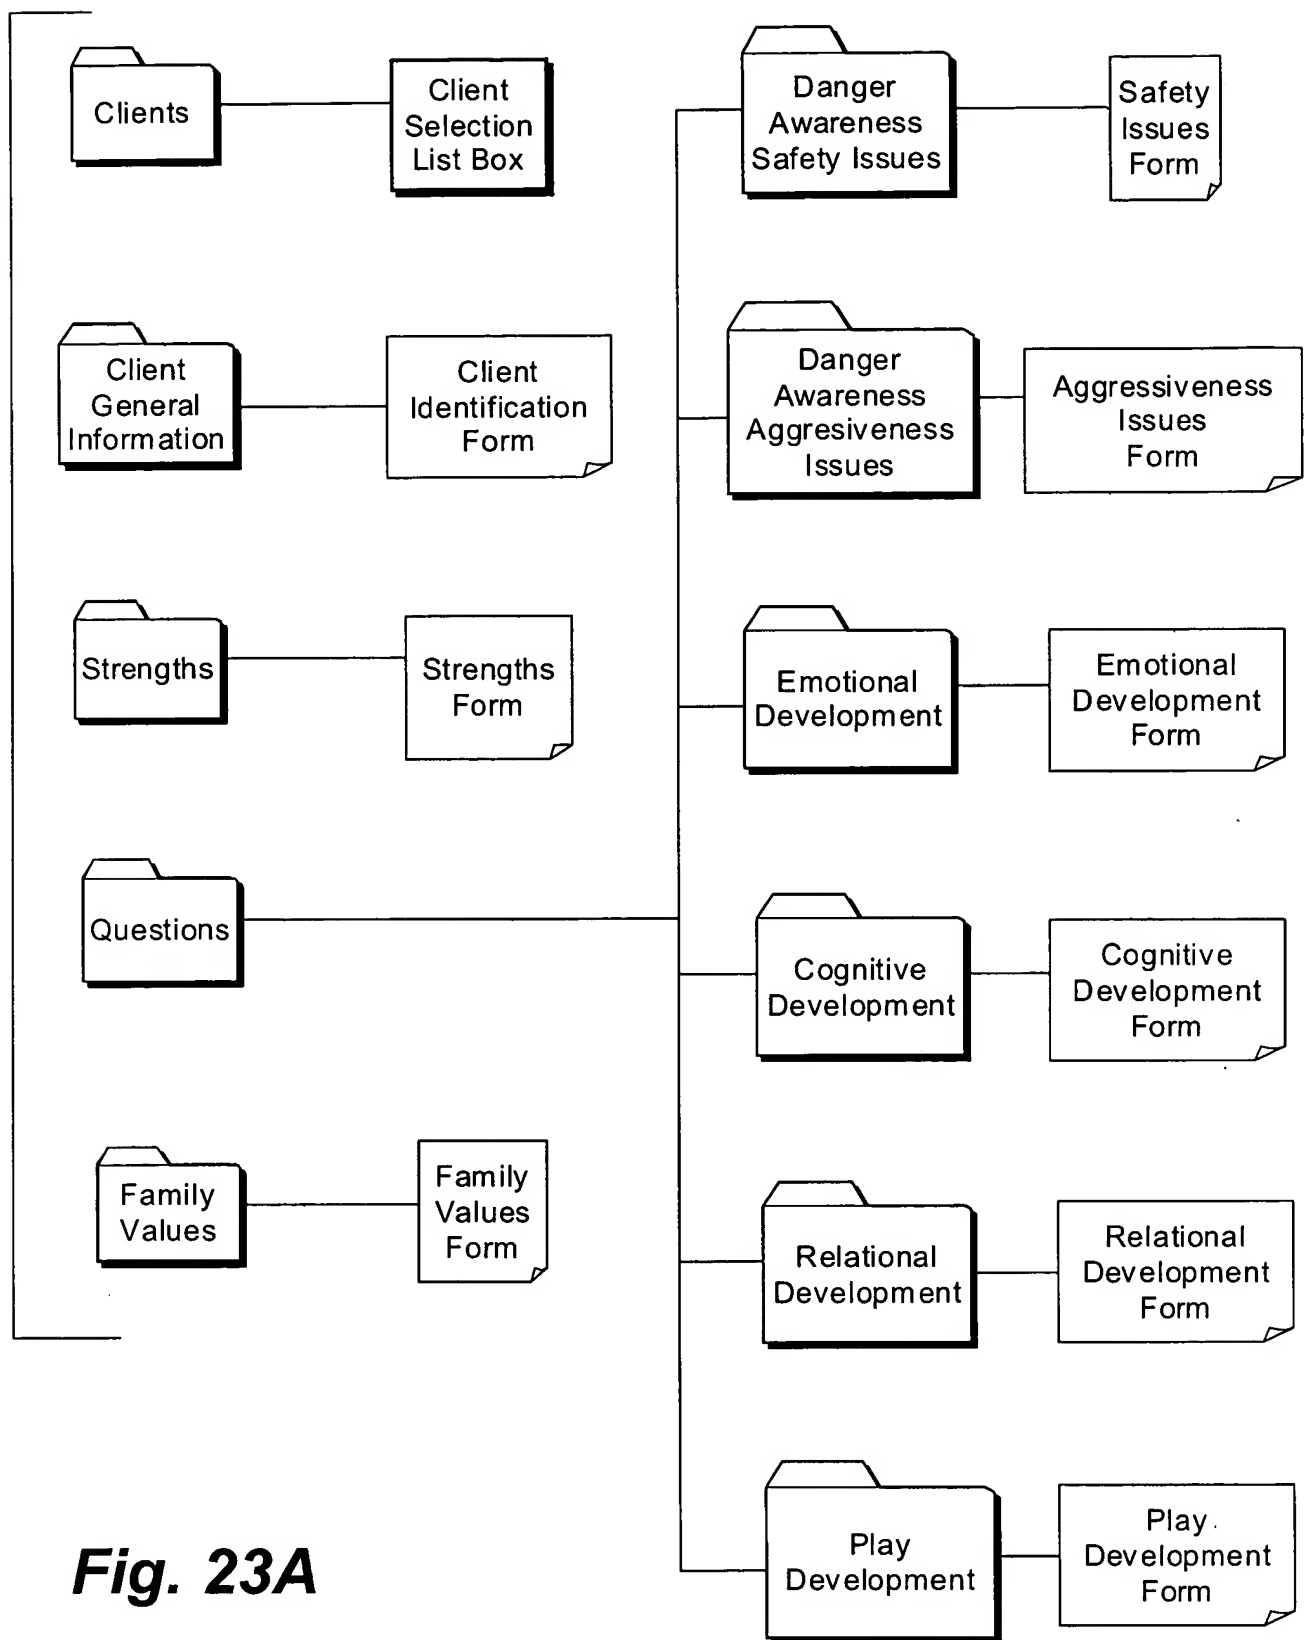 Clients
Client
Selection
List Box
Danger
Awareness
Safety Issues
Safety
Issues
Form
Client
General
Information
Client
Identification
Form
Danger
Awareness
Aggresiveness
Issues
Aggressiveness
Issues
Form
Strengths
Strengths
Form
Emotional
Development
Emotional
Development
Form
Questions
Cognitive
Development
Cognitive
Development
Form
Family
Values
Family
Values
Form
Relational
Development
Relational
Development
Form
Play
Development
Play
Development
Form
Fig. 23A